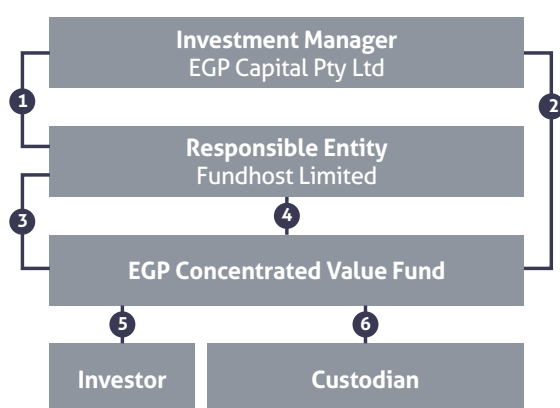 Investment Manager
EGP Capital Pty Ltd
1
2
Responsible Entity
Fundhost Limited
3
4
EGP Concentrated Value Fund
5
6
Investor
Custodian